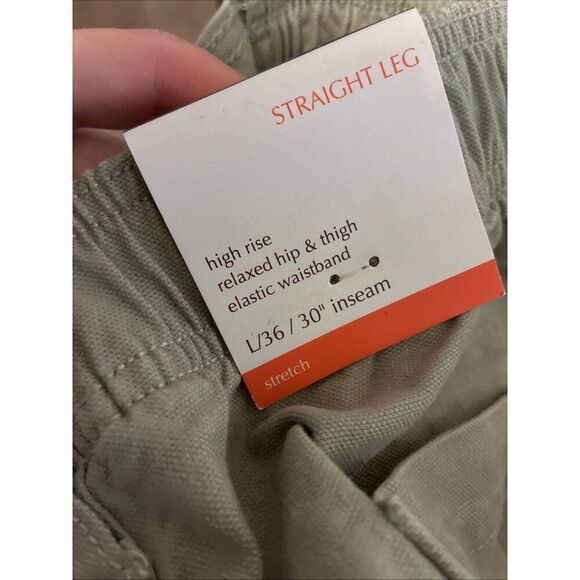 STRAIGHT LEG
high rise
relaxed hip & thigh
elastic waistband
L/36 / 30" inseam
stretch